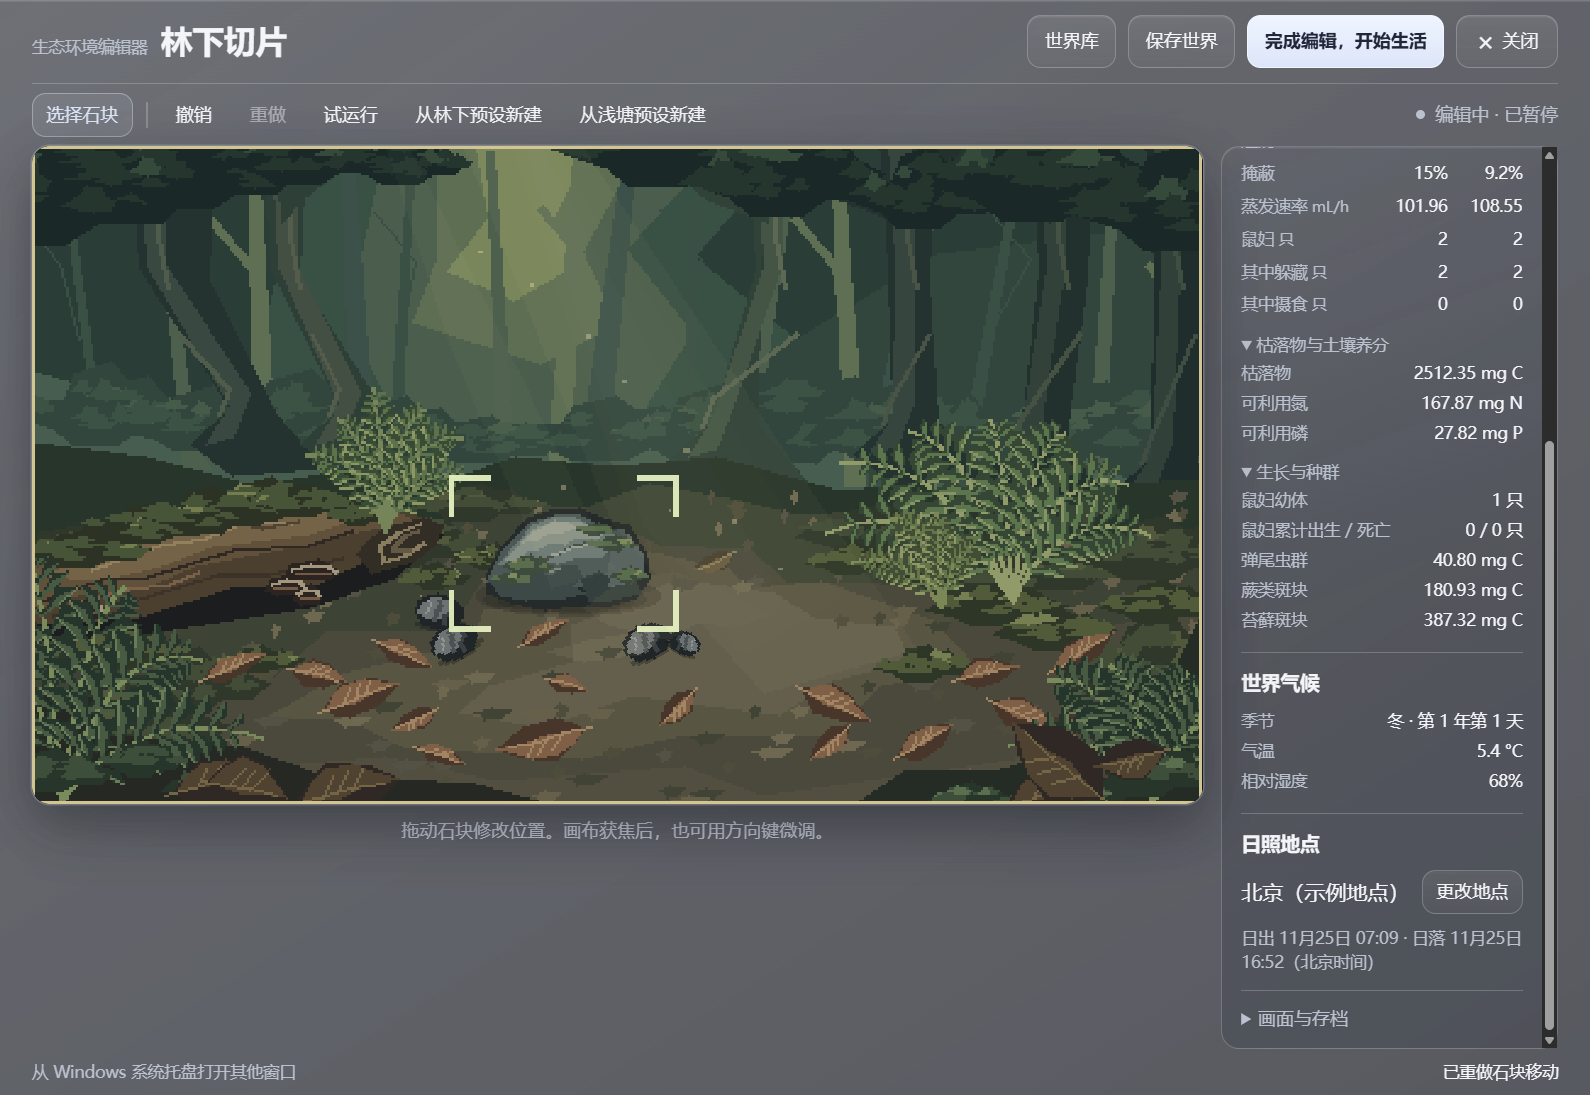 生态环境编辑器 林下切片
世界库 保存世界 完成编辑，开始生活 × 关闭
选择石块 撤销 重做 试运行 从林下预设新建 从浅塘预设新建
编辑中 · 已暂停
掩蔽 15% 9.2%
蒸发速率 mL/h 101.96 108.55
鼠妇 只 2 2
其中躲藏 只 2 2
其中摄食 只 0 0
▼ 枯落物与土壤养分
枯落物 2512.35 mg C
可利用氮 167.87 mg N
可利用磷 27.82 mg P
▼ 生长与种群
鼠妇幼体 1 只
鼠妇累计出生 / 死亡 0 / 0 只
弹尾虫群 40.80 mg C
蕨类斑块 180.93 mg C
苔藓斑块 387.32 mg C
世界气候
季节 冬 · 第 1 年第 1 天
气温 5.4 °C
相对湿度 68%
日照地点
北京（示例地点） 更改地点
日出 11月25日 07:09 · 日落 11月25日
16:52（北京时间）
▶ 画面与存档
拖动石块修改位置。画布获焦后，也可用方向键微调。
从 Windows 系统托盘打开其他窗口
已重做石块移动